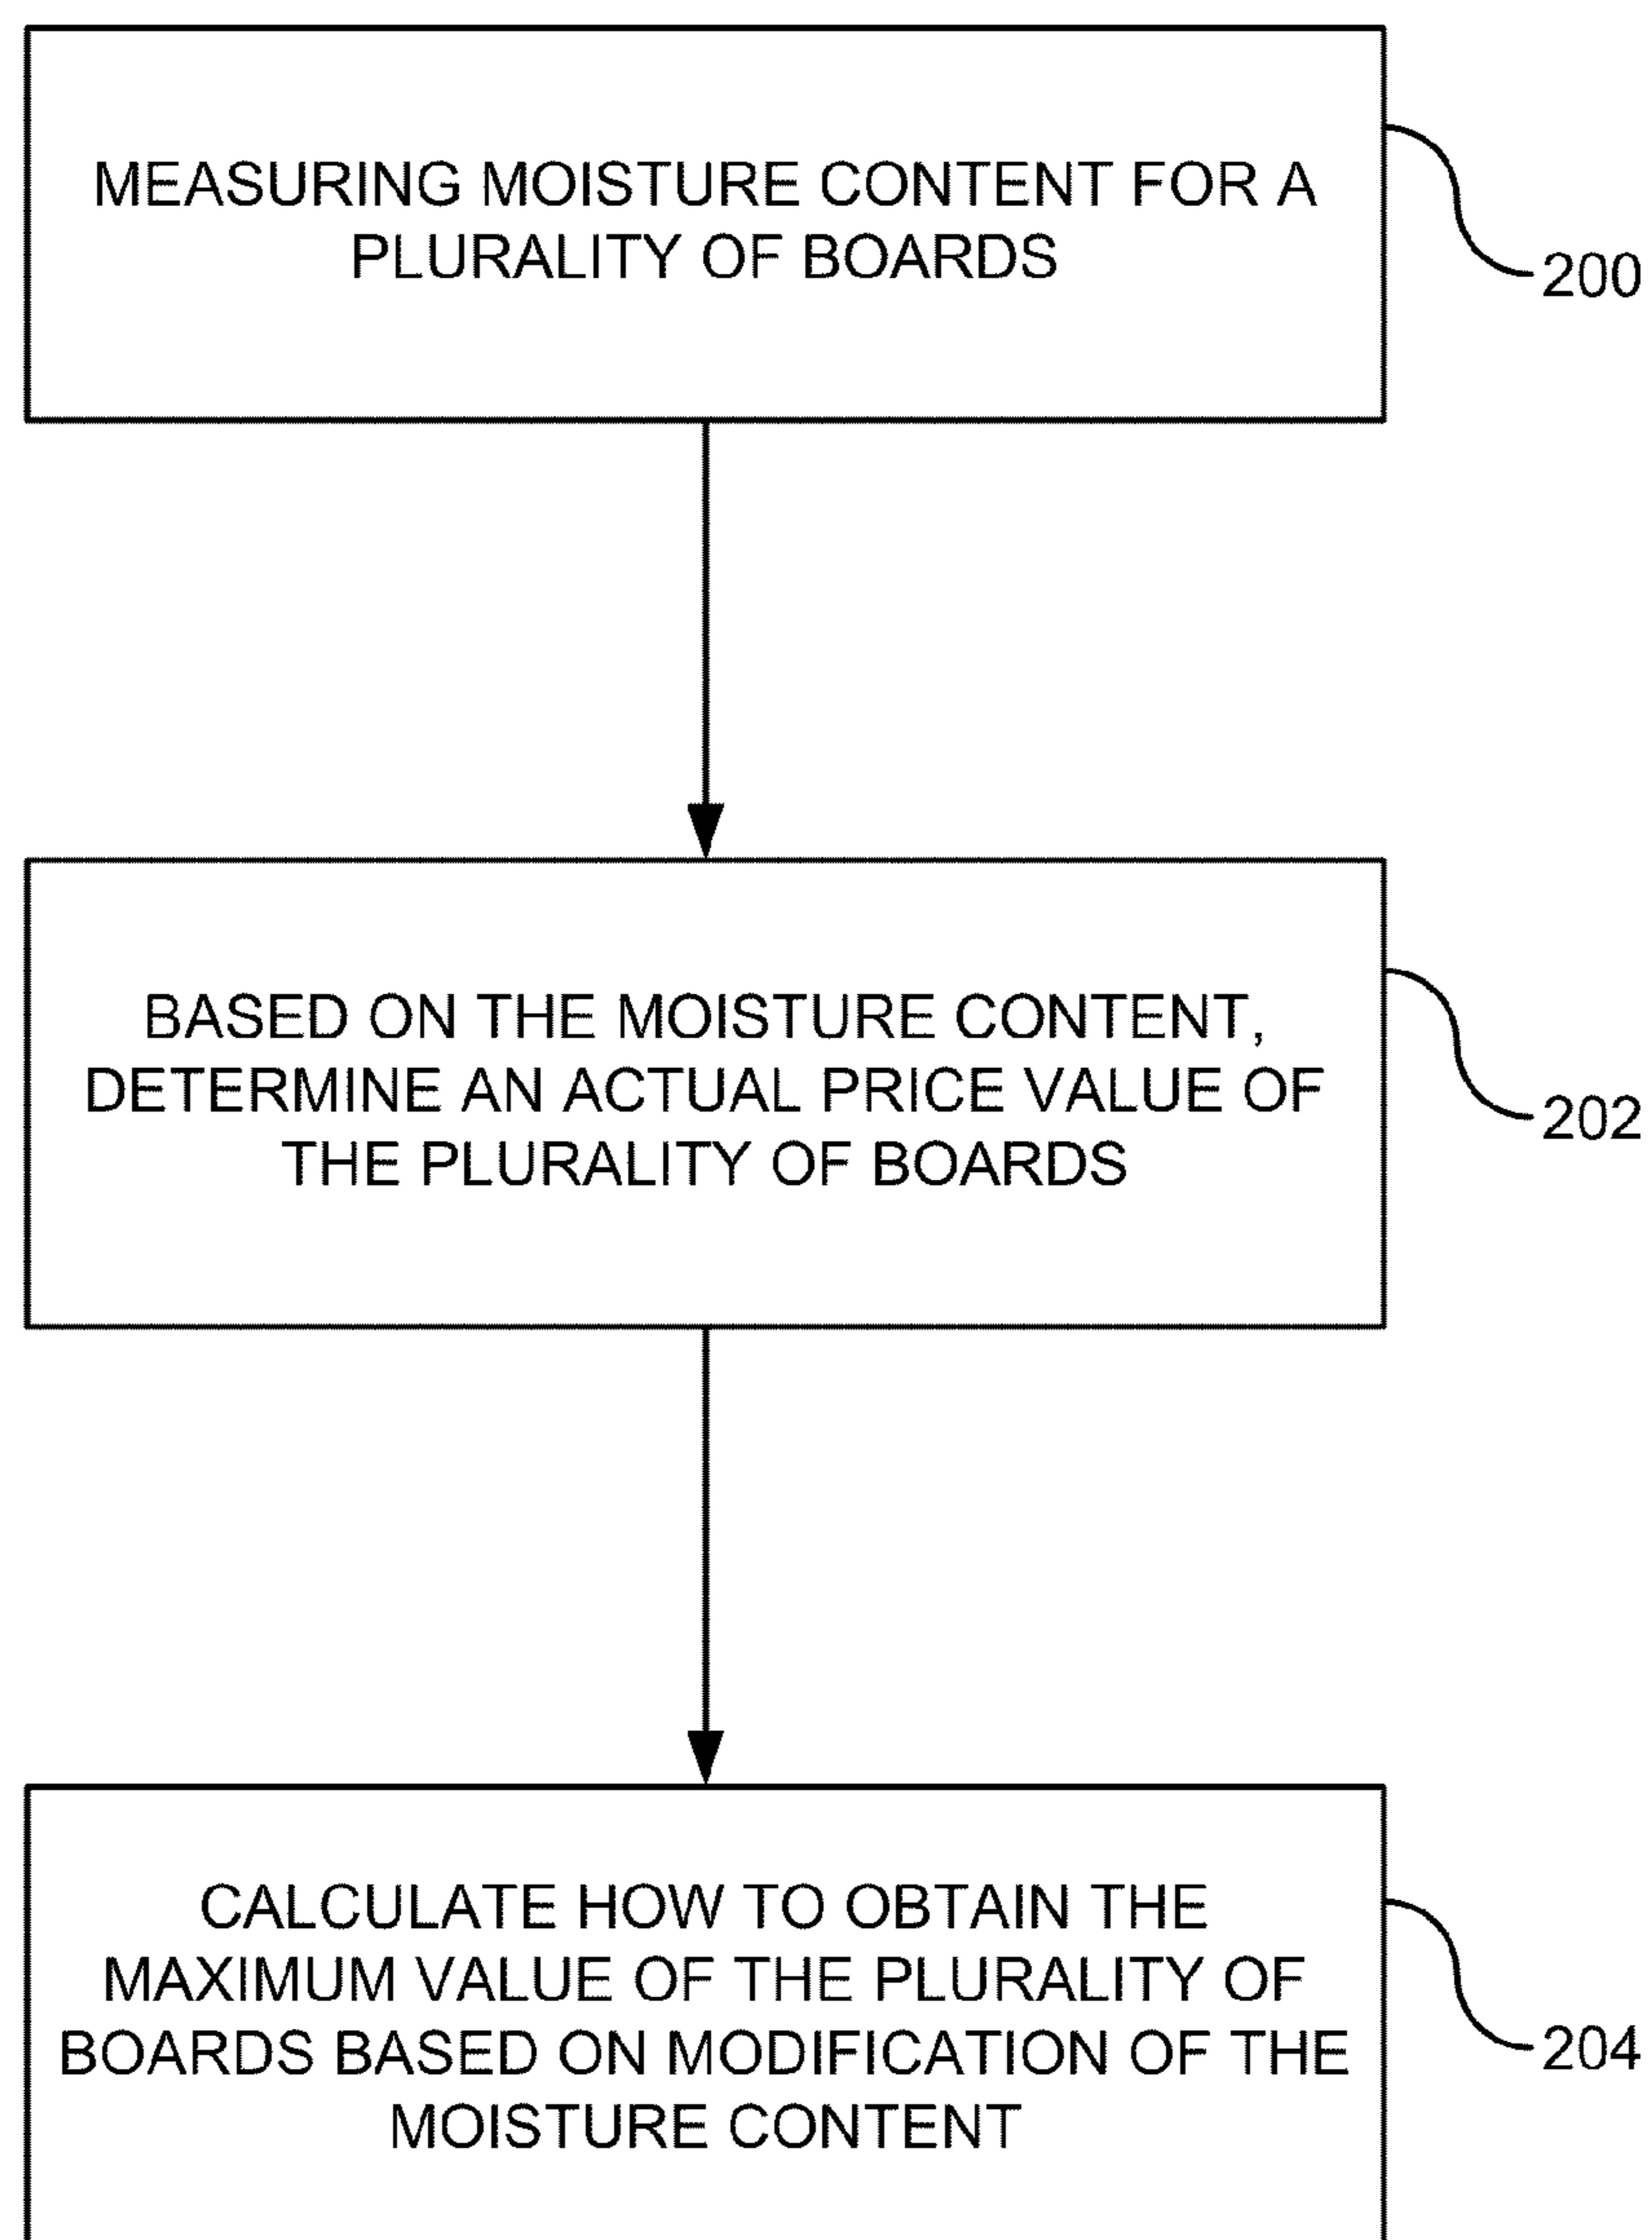 MEASURING MOISTURE CONTENT FOR A
PLURALITY OF BOARDS
200
BASED ON THE MOISTURE CONTENT,
DETERMINE AN ACTUAL PRICE VALUE OF
THE PLURALITY OF BOARDS
202
CALCULATE HOW TO OBTAIN THE
MAXIMUM VALUE OF THE PLURALITY OF
BOARDS BASED ON MODIFICATION OF THE
MOISTURE CONTENT
204